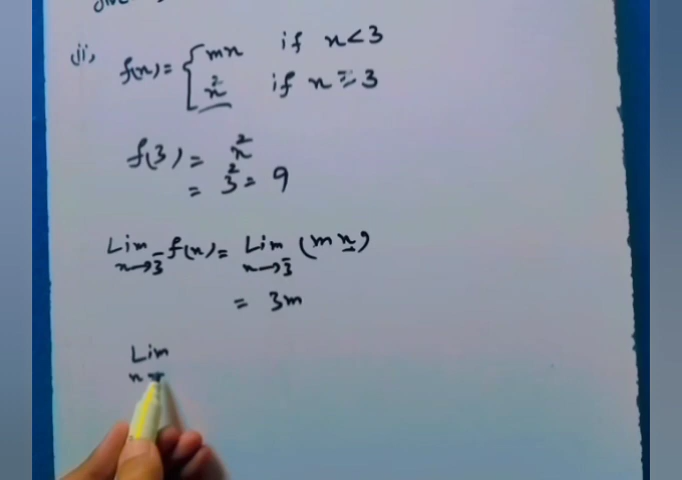 (ii), f(x) = { mx if x < 3
x² if x ≥ 3
f(3) = x²
= 3² = 9
Lim x→3⁻ f(x) = Lim x→3⁻ (mx)
= 3m
Lim
x